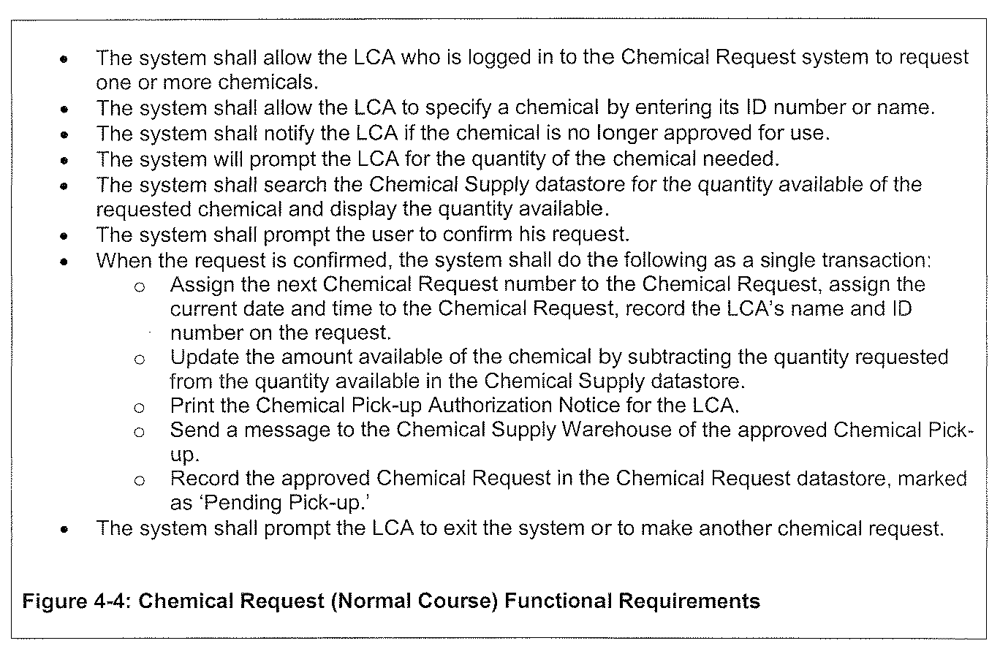 • The system shall allow the LCA who is logged in to the Chemical Request system to request
one or more chemicals.
• The system shall allow the LCA to specify a chemical by entering its ID number or name.
• The system shall notify the LCA if the chemical is no longer approved for use.
• The system will prompt the LCA for the quantity of the chemical needed.
• The system shall search the Chemical Supply datastore for the quantity available of the
requested chemical and display the quantity available.
• The system shall prompt the user to confirm his request.
• When the request is confirmed, the system shall do the following as a single transaction:
o Assign the next Chemical Request number to the Chemical Request, assign the
current date and time to the Chemical Request, record the LCA's name and ID
number on the request.
o Update the amount available of the chemical by subtracting the quantity requested
from the quantity available in the Chemical Supply datastore.
o Print the Chemical Pick-up Authorization Notice for the LCA.
o Send a message to the Chemical Supply Warehouse of the approved Chemical Pick-
up.
o Record the approved Chemical Request in the Chemical Request datastore, marked
as 'Pending Pick-up.'
• The system shall prompt the LCA to exit the system or to make another chemical request.
Figure 4-4: Chemical Request (Normal Course) Functional Requirements